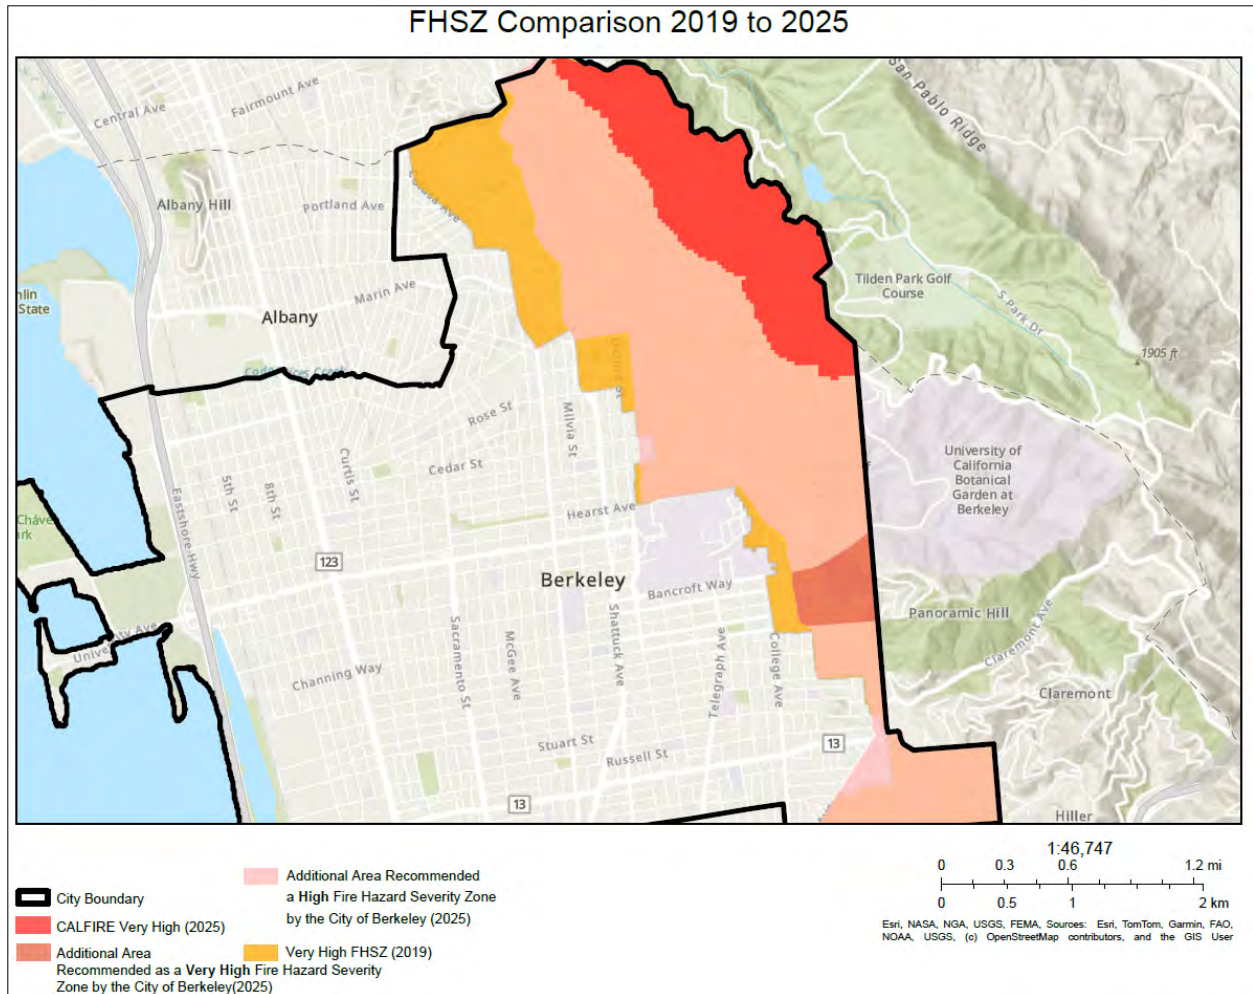 FHSZ Comparison 2019 to 2025
San Pablo Ridge
Central Ave
Fairmount Ave
Albany Hill
Portland Ave
Colusa Ave
Tilden Park Golf
Course
S Park Dr
State
Marin Ave
Albany
1905 ft
Oxford St
Rose St
Milvia St
Cedar St
Curtis St
5th St
8th St
Eastshore Hwy
University of
California
Botanical
Garden at
Berkeley
Hearst Ave
123
Berkeley
Bancroft Way
Panoramic Hill
Claremont Ave
University Ave
Sacramento St
McGee Ave
Shattuck Ave
Telegraph Ave
College Ave
Channing Way
Claremont
Stuart St
Russell St
13
13
Hiller
1:46,747
0 0.3 0.6 1.2 mi
0 0.5 1 2 km
Esri, NASA, NGA, USGS, FEMA, Sources: Esri, TomTom, Garmin, FAO,
NOAA, USGS, (c) OpenStreetMap contributors, and the GIS User
City Boundary
CALFIRE Very High (2025)
Additional Area
Recommended as a Very High Fire Hazard Severity
Zone by the City of Berkeley(2025)
Additional Area Recommended
a High Fire Hazard Severity Zone
by the City of Berkeley (2025)
Very High FHSZ (2019)